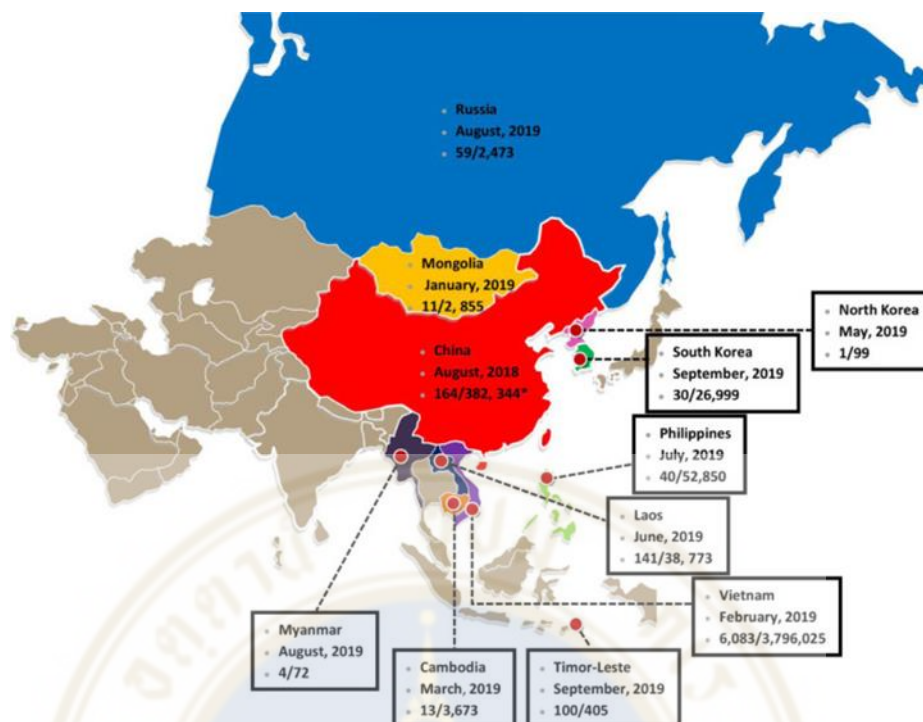 Russia
August, 2019
59/2,473
Mongolia
January, 2019
11/2, 855
China
August, 2018
164/382, 344*
North Korea
May, 2019
1/99
South Korea
September, 2019
30/26,999
Philippines
July, 2019
40/52,850
Laos
June, 2019
141/38, 773
Vietnam
February, 2019
6,083/3,796,025
Myanmar
August, 2019
4/72
Cambodia
March, 2019
13/3,673
Timor-Leste
September, 2019
100/405